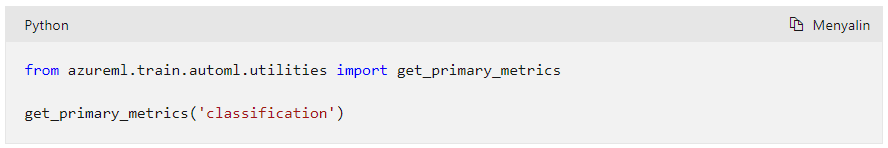 Python Menyalin
from azureml.train.automl.utilities import get_primary_metrics
get_primary_metrics('classification')